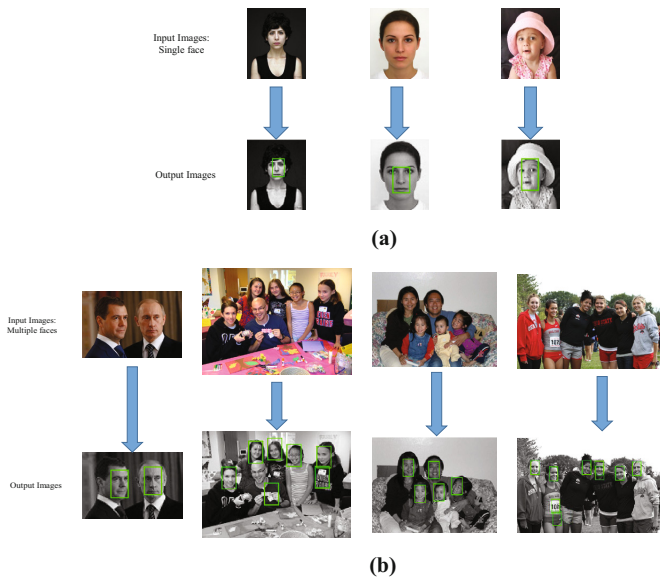 Input Images:
Single face
Output Images
(a)
Input Images:
Multiple faces
Output Images
(b)